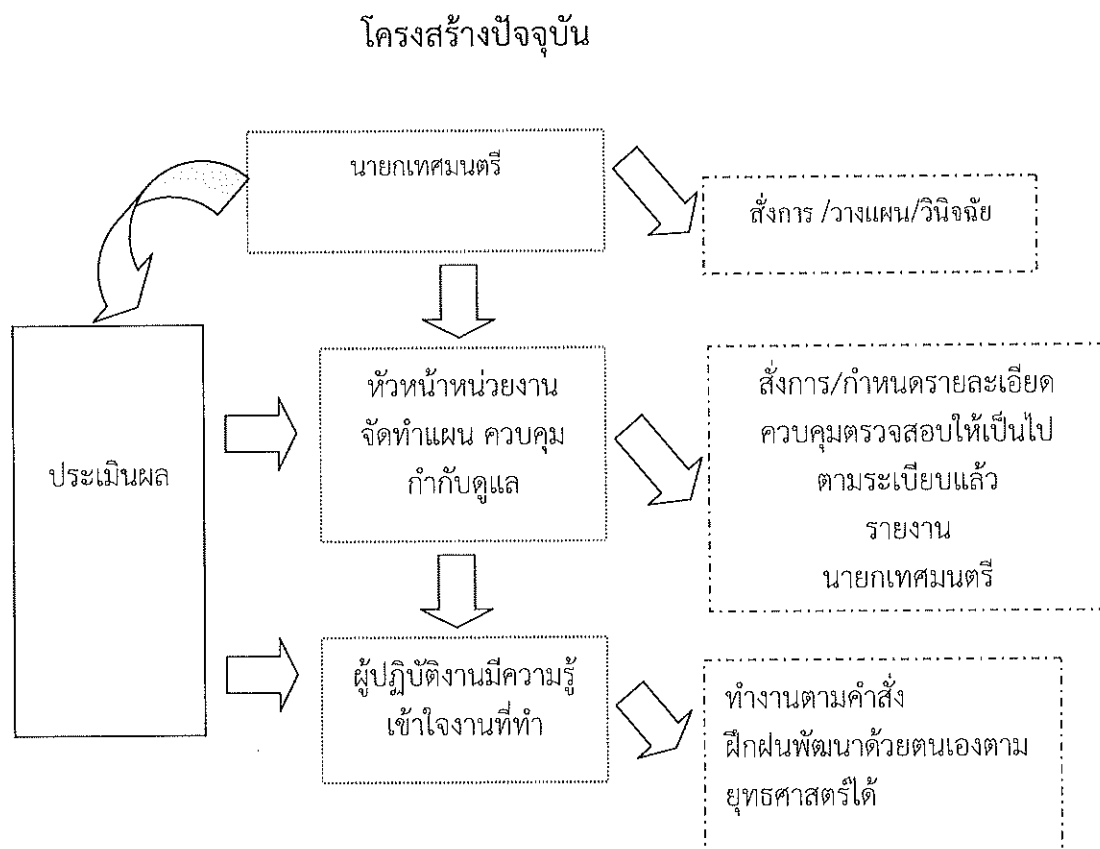 โครงสร้างปัจจุบัน
นายกเทศมนตรี
สั่งการ /วางแผน/วินิจฉัย
ประเมินผล
หัวหน้าหน่วยงาน
จัดทำแผน ควบคุม
กำกับดูแล
สั่งการ/กำหนดรายละเอียด
ควบคุมตรวจสอบให้เป็นไป
ตามระเบียบแล้ว
รายงาน
นายกเทศมนตรี
ผู้ปฏิบัติงานมีความรู้
เข้าใจงานที่ทำ
ทำงานตามคำสั่ง
ฝึกฝนพัฒนาด้วยตนเองตาม
ยุทธศาสตร์ได้